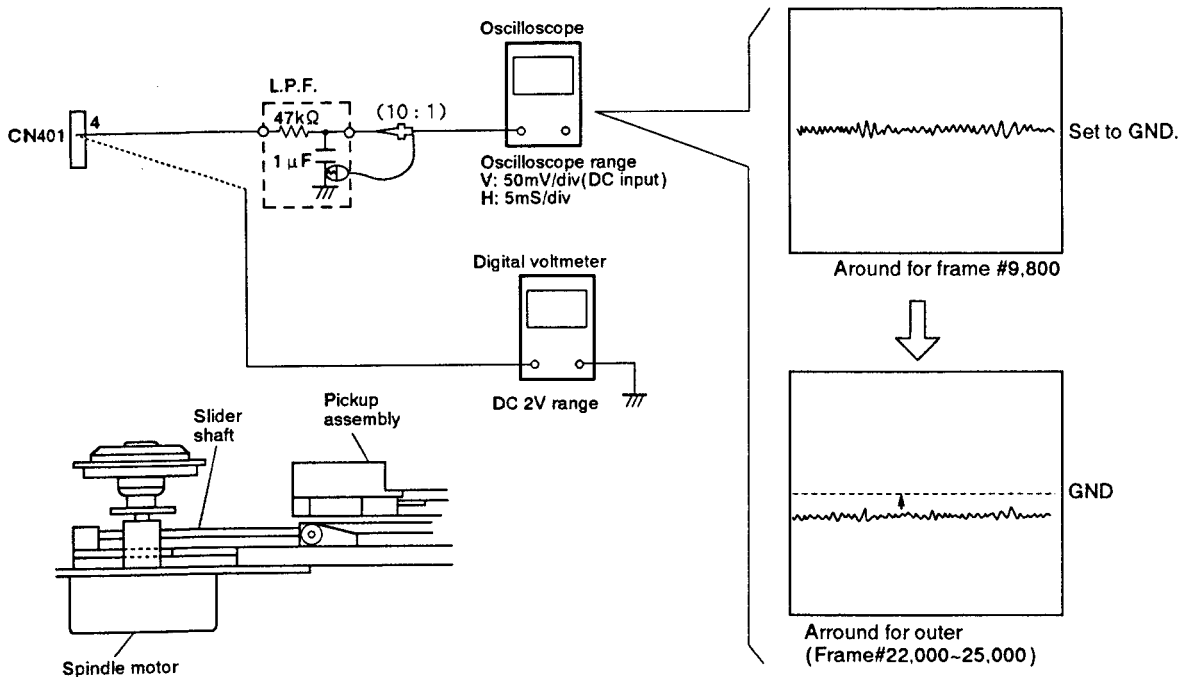 Oscilloscope
L.P.F.
47kΩ
(10 : 1)
CN401
4
1 μF
Oscilloscope range
V: 50mV/div(DC input)
H: 5mS/div
Set to GND.
Around for frame #9,800
Digital voltmeter
DC 2V range
Slider
shaft
Pickup
assembly
GND
Arround for outer
(Frame#22,000~25,000)
Spindle motor